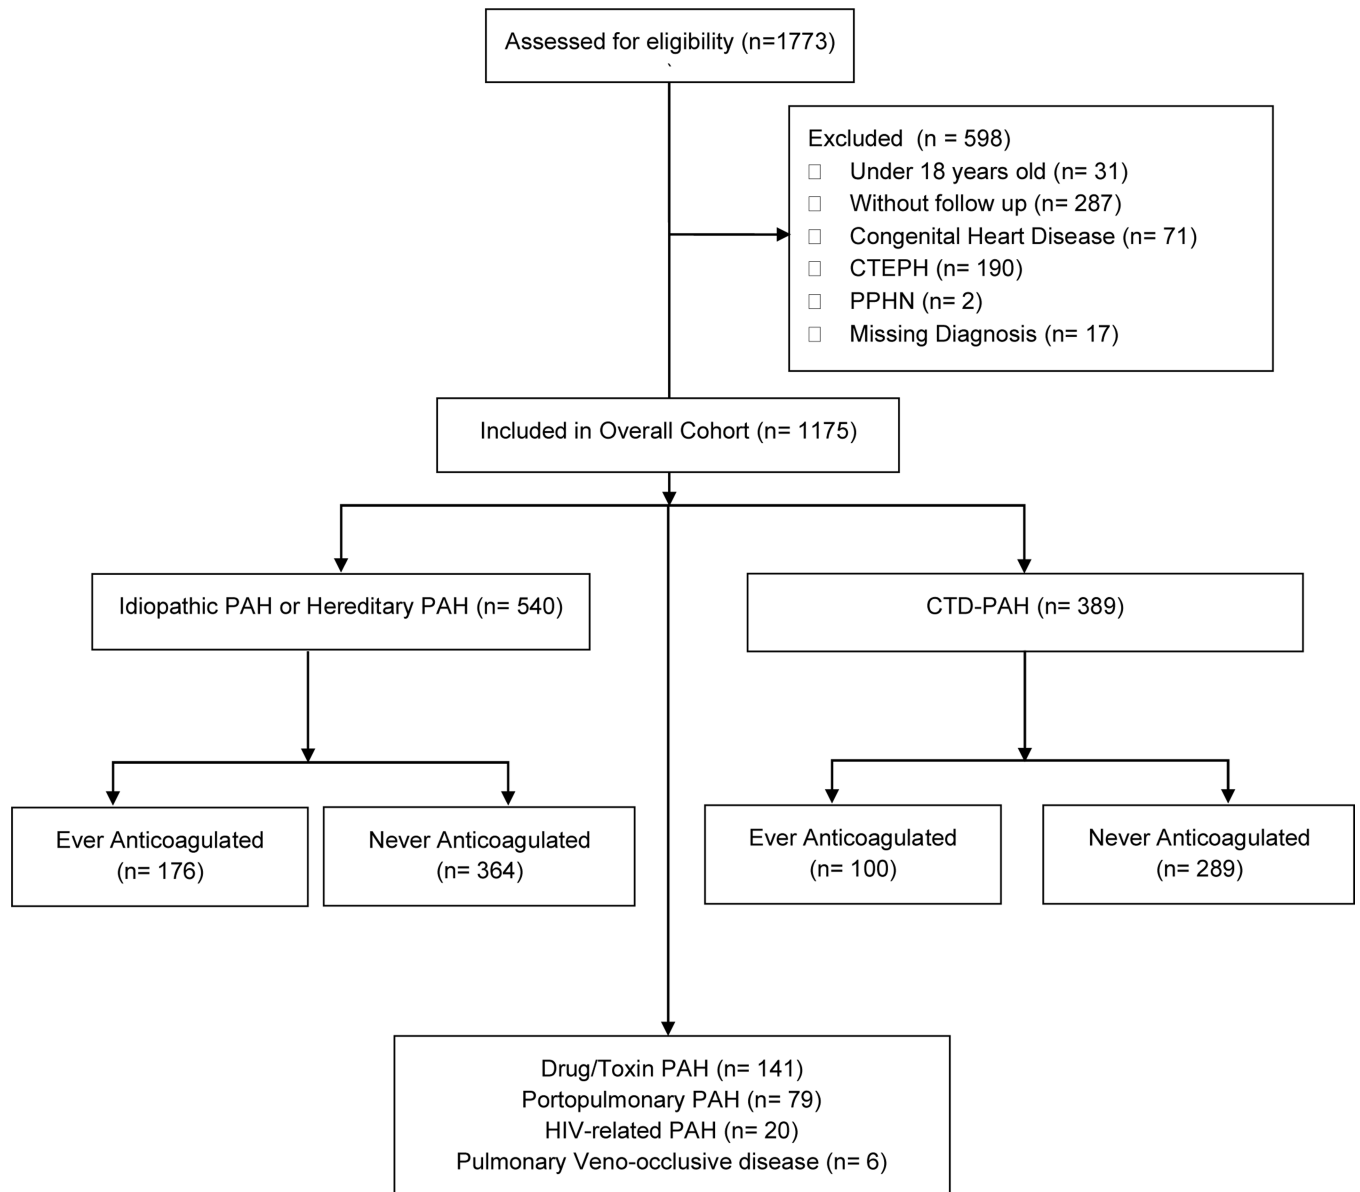 Assessed for eligibility (n=1773)
`
Excluded  (n = 598)
□ Under 18 years old (n= 31)
□ Without follow up (n= 287)
□ Congenital Heart Disease (n= 71)
□ CTEPH (n= 190)
□ PPHN (n= 2)
□ Missing Diagnosis (n= 17)
Included in Overall Cohort (n= 1175)
Idiopathic PAH or Hereditary PAH (n= 540)
CTD-PAH (n= 389)
Ever Anticoagulated
(n= 176)
Never Anticoagulated
(n= 364)
Ever Anticoagulated
(n= 100)
Never Anticoagulated
(n= 289)
Drug/Toxin PAH (n= 141)
Portopulmonary PAH (n= 79)
HIV-related PAH (n= 20)
Pulmonary Veno-occlusive disease (n= 6)